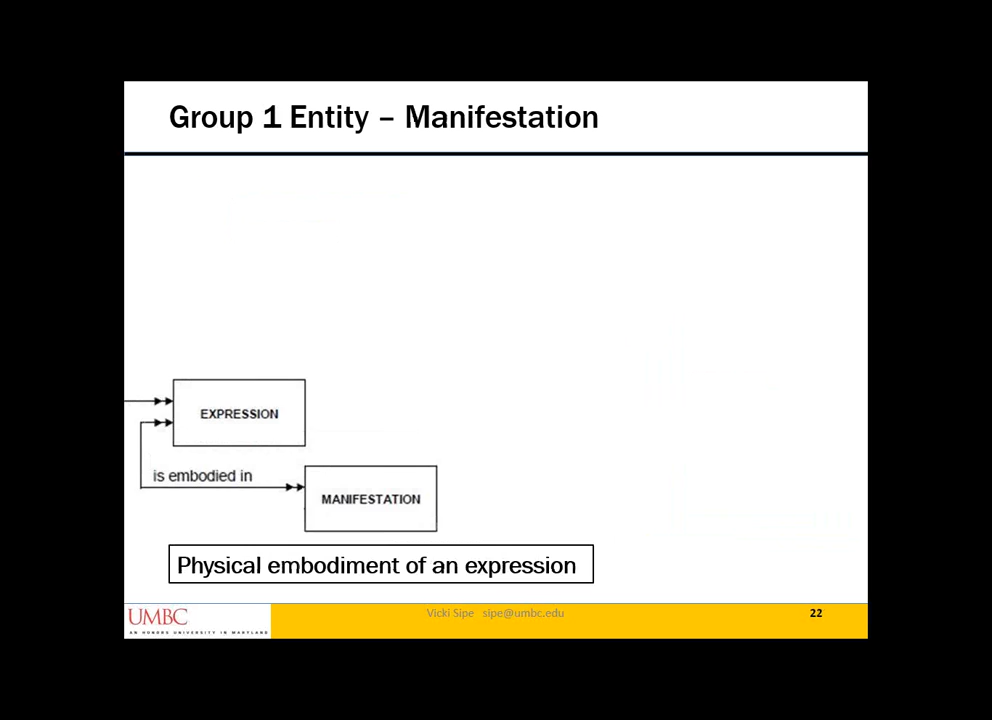 Group 1 Entity – Manifestation
EXPRESSION
is embodied in
MANIFESTATION
Physical embodiment of an expression
UMBC
AN HONORS UNIVERSITY IN MARYLAND
Vicki Sipe sipe@umbc.edu
22